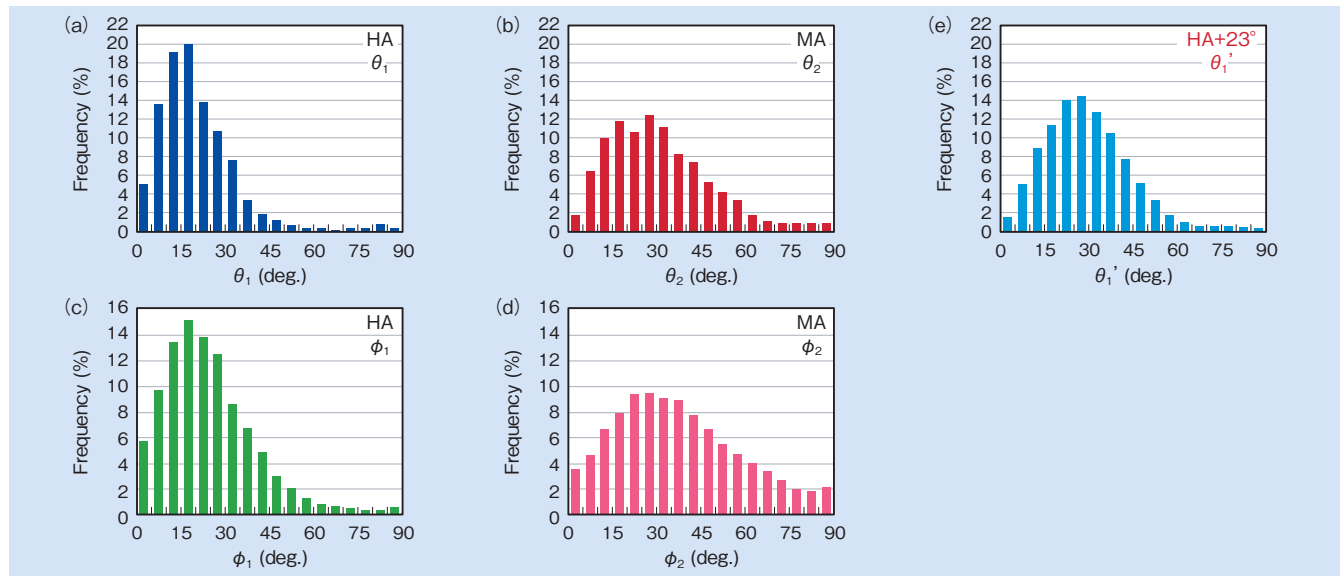 (a)
HA
θ1
Frequency (%)
22
20
18
16
14
12
10
8
6
4
2
0
0 15 30 45 60 75 90
θ1 (deg.)
(b)
MA
θ2
Frequency (%)
22
20
18
16
14
12
10
8
6
4
2
0
0 15 30 45 60 75 90
θ2 (deg.)
(e)
HA+23°
θ1’
Frequency (%)
22
20
18
16
14
12
10
8
6
4
2
0
0 15 30 45 60 75 90
θ1’ (deg.)
(c)
HA
ϕ1
Frequency (%)
16
14
12
10
8
6
4
2
0
0 15 30 45 60 75 90
ϕ1 (deg.)
(d)
MA
ϕ2
Frequency (%)
16
14
12
10
8
6
4
2
0
0 15 30 45 60 75 90
ϕ2 (deg.)